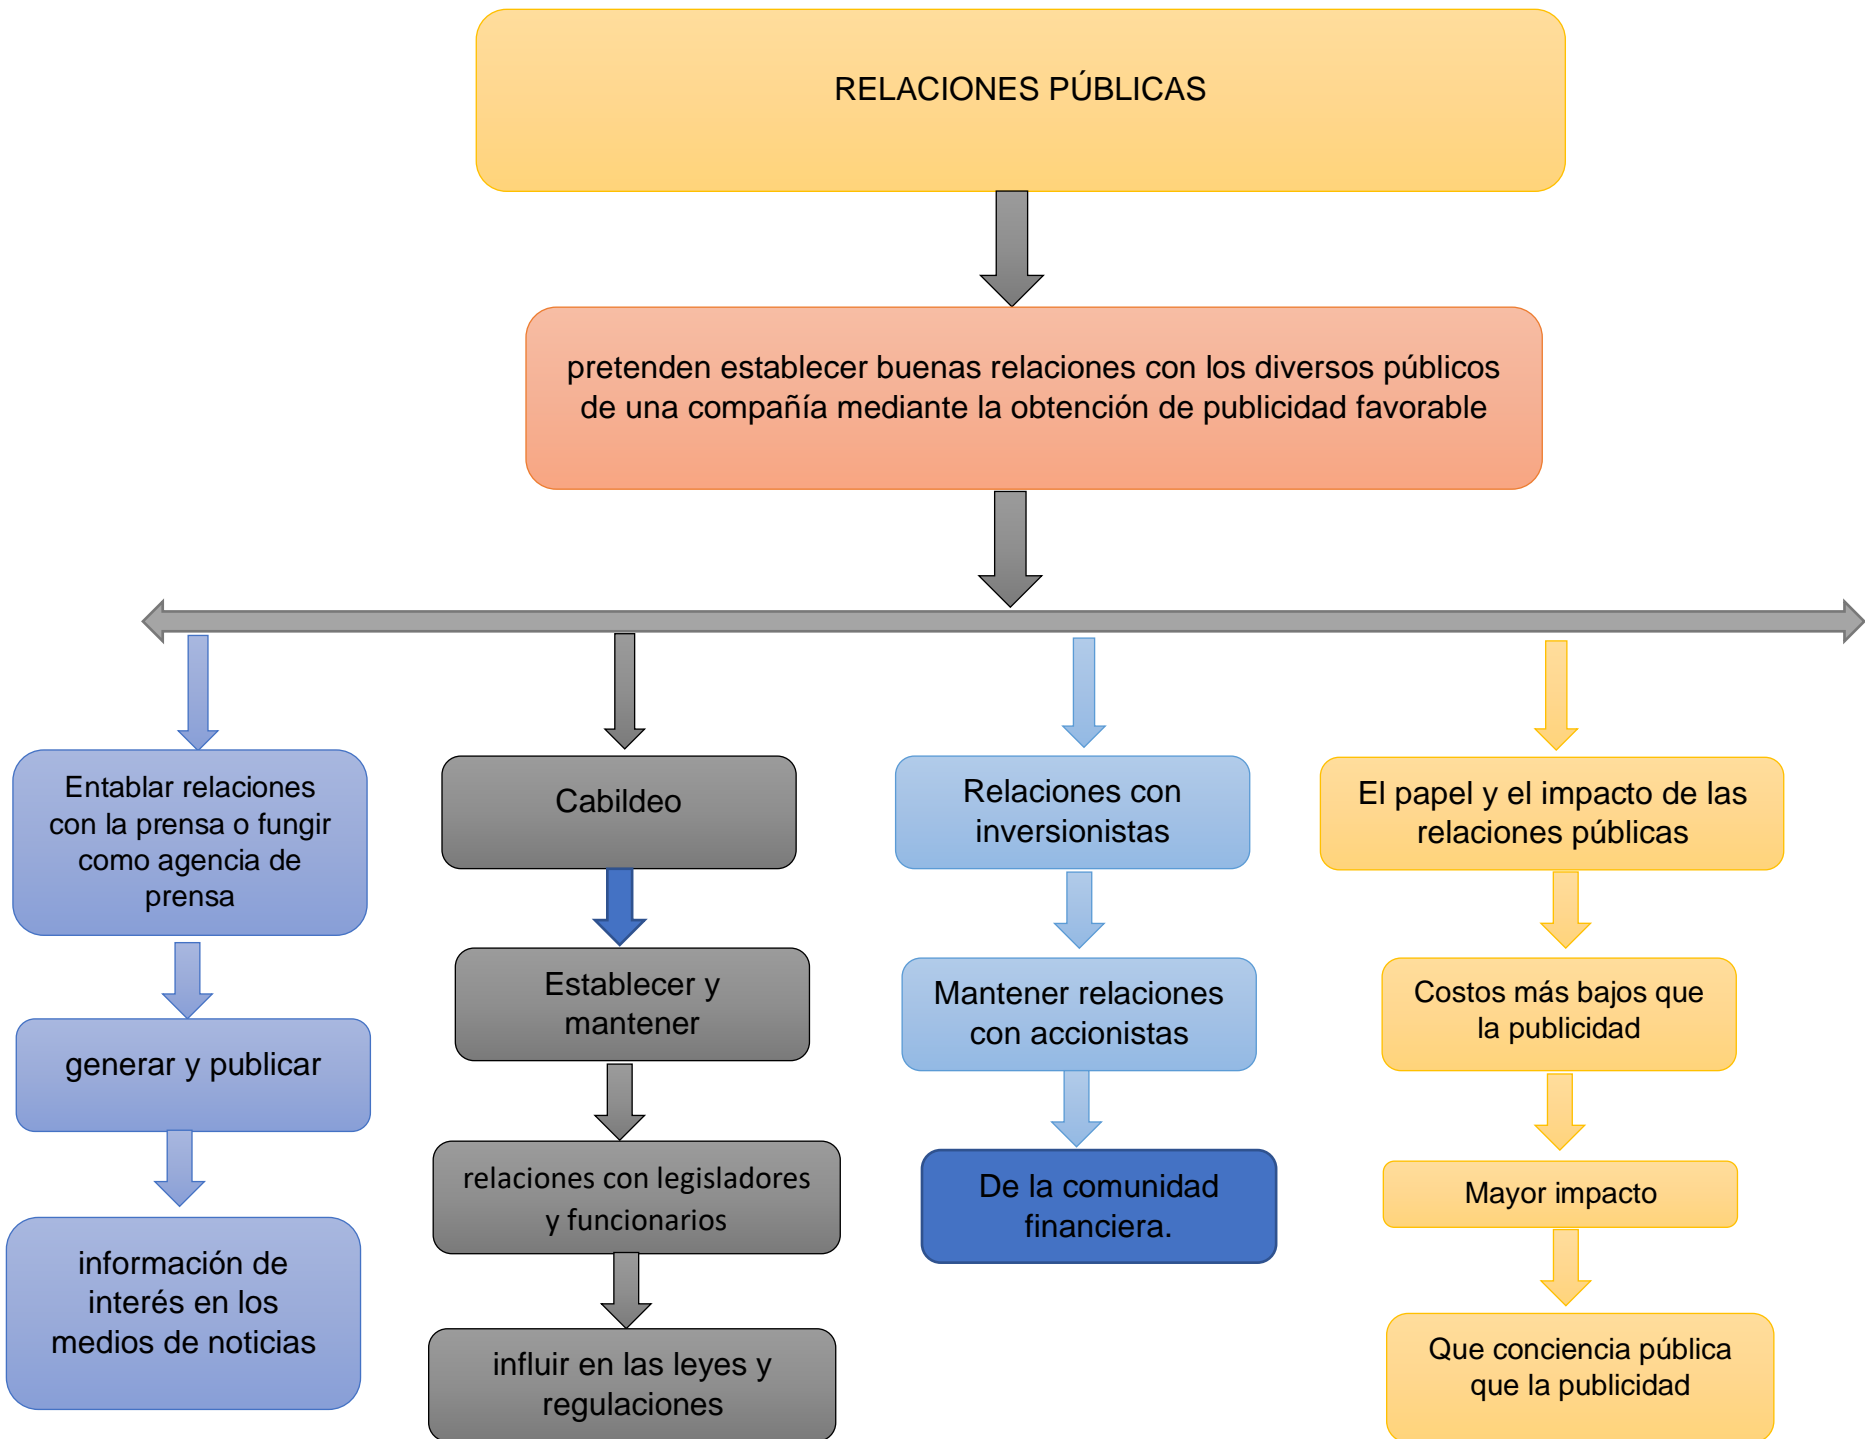 RELACIONES PÚBLICAS
pretenden establecer buenas relaciones con los diversos públicos
de una compañía mediante la obtención de publicidad favorable
Entablar relaciones
con la prensa o fungir
como agencia de
prensa
generar y publicar
información de
interés en los
medios de noticias
Cabildeo
Establecer y
mantener
relaciones con legisladores
y funcionarios
influir en las leyes y
regulaciones
Relaciones con
inversionistas
Mantener relaciones
con accionistas
De la comunidad
financiera.
El papel y el impacto de las
relaciones públicas
Costos más bajos que
la publicidad
Mayor impacto
Que conciencia pública
que la publicidad